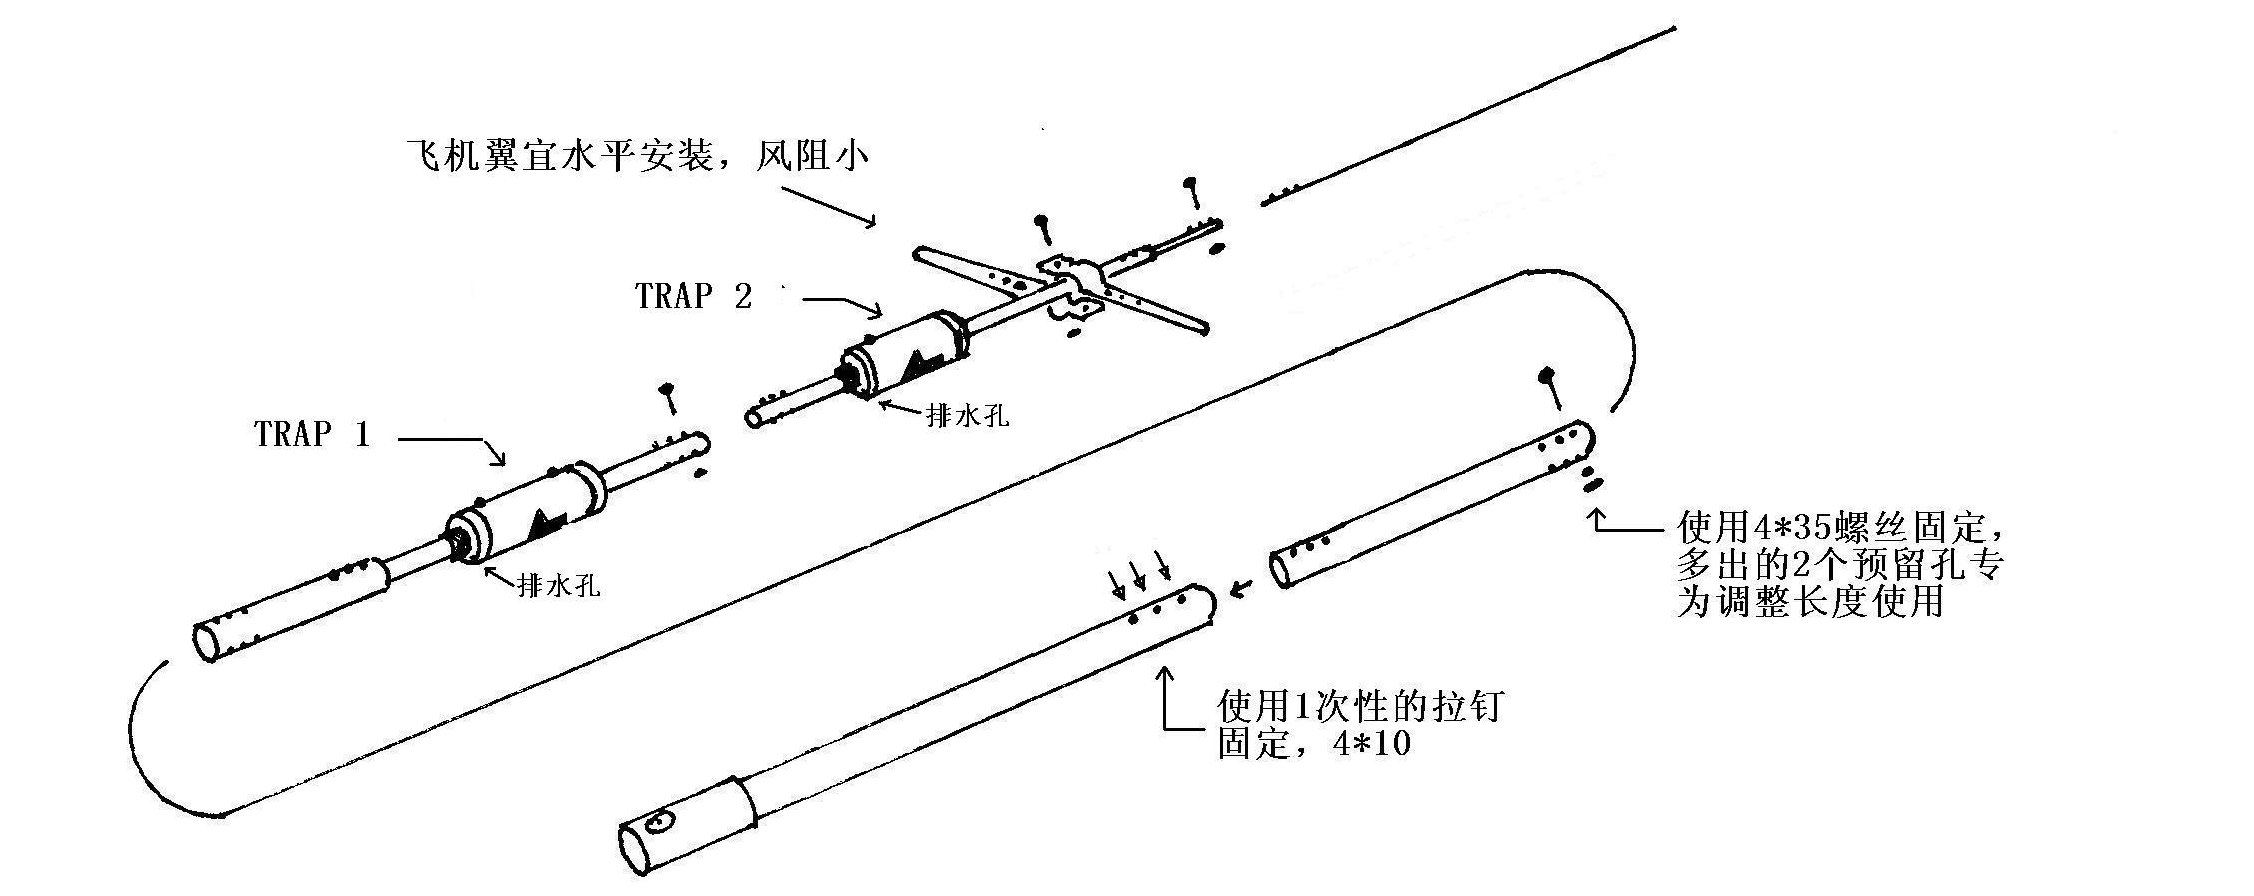 飞机翼宜水平安装，风阻小
TRAP 2
排水孔
TRAP 1
排水孔
使用4*35螺丝固定，
多出的2个预留孔专
为调整长度使用
使用1次性的拉钉
固定，4*10